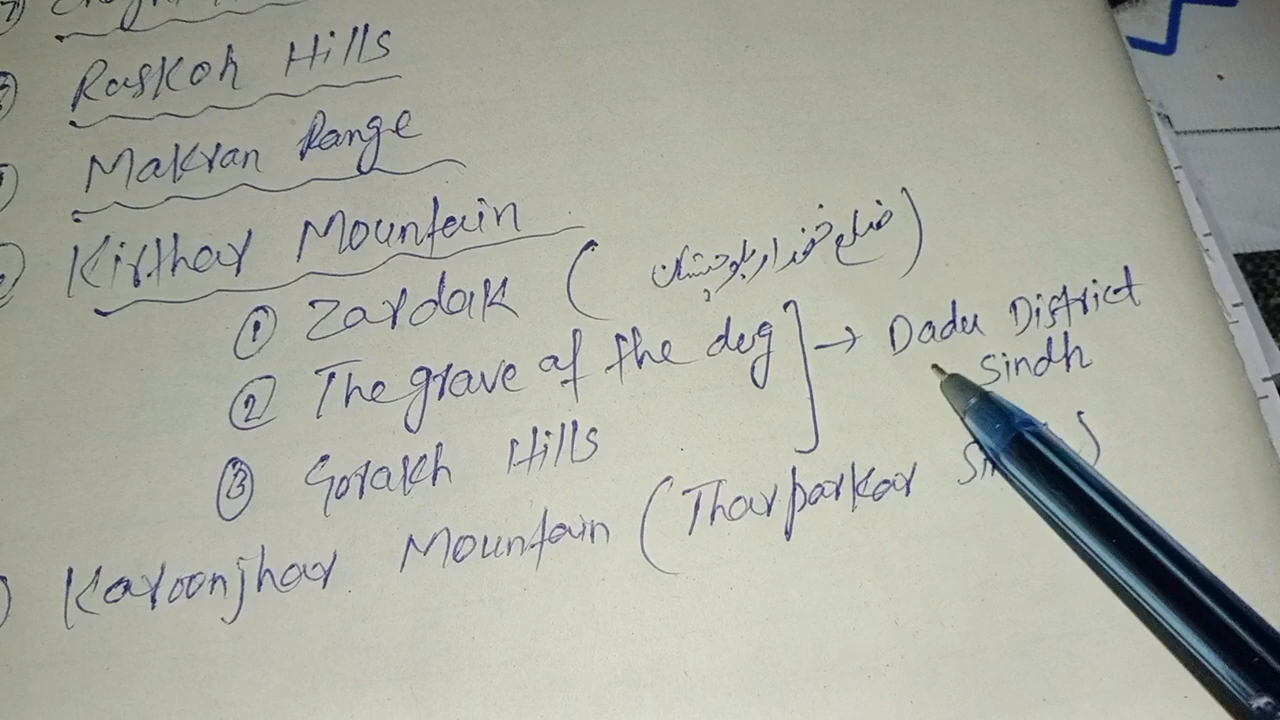 Raskoh Hills
Makran Range
Kirthar Mountain
① Zardak ( ضلع خضدار بلوچستان )
② The grave of the dog ] → Dadu District
Sindh
③ Gorakh Hills
Karoonjhar Mountain (Tharparkar )